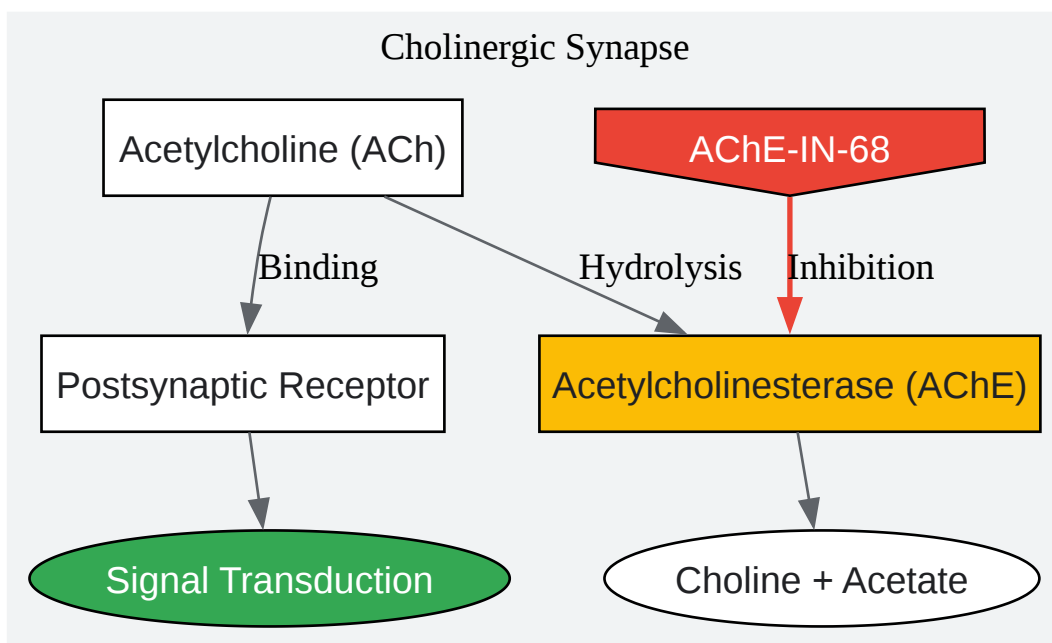 Cholinergic Synapse
Acetylcholine (ACh)
AChE-IN-68
Binding
Hydrolysis
Inhibition
Postsynaptic Receptor
Acetylcholinesterase (AChE)
Signal Transduction
Choline + Acetate